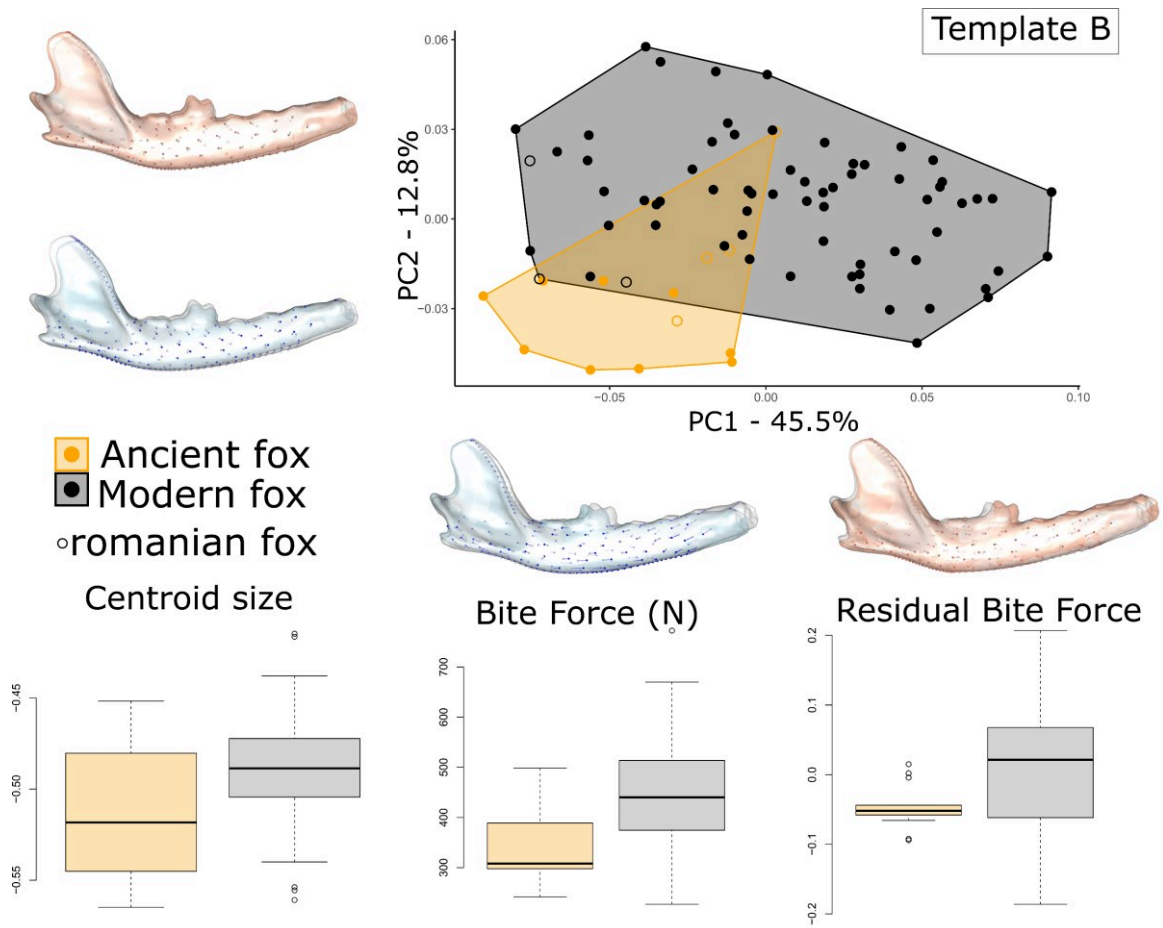 Template B
0.06
0.03
0.00
−0.03
PC2 - 12.8%
−0.05
0.00
0.05
0.10
PC1 - 45.5%
Ancient fox
Modern fox
romanian fox
Centroid size
−0.45
−0.50
−0.55
Bite Force (N)
700
600
500
400
300
Residual Bite Force
0.2
0.1
0.0
−0.1
−0.2